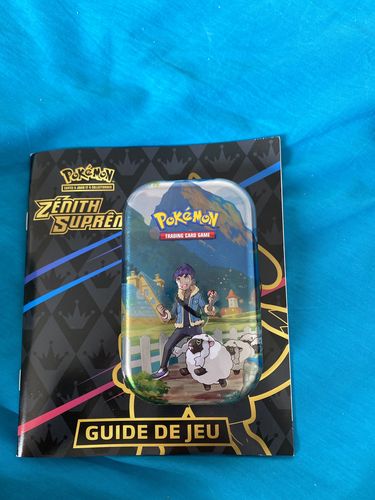 POKÉMON
CARTES À JOUER ET À COLLECTIONNER
ZÉNITH
SUPRÊM
POKÉMON
TRADING CARD GAME
GUIDE DE JEU